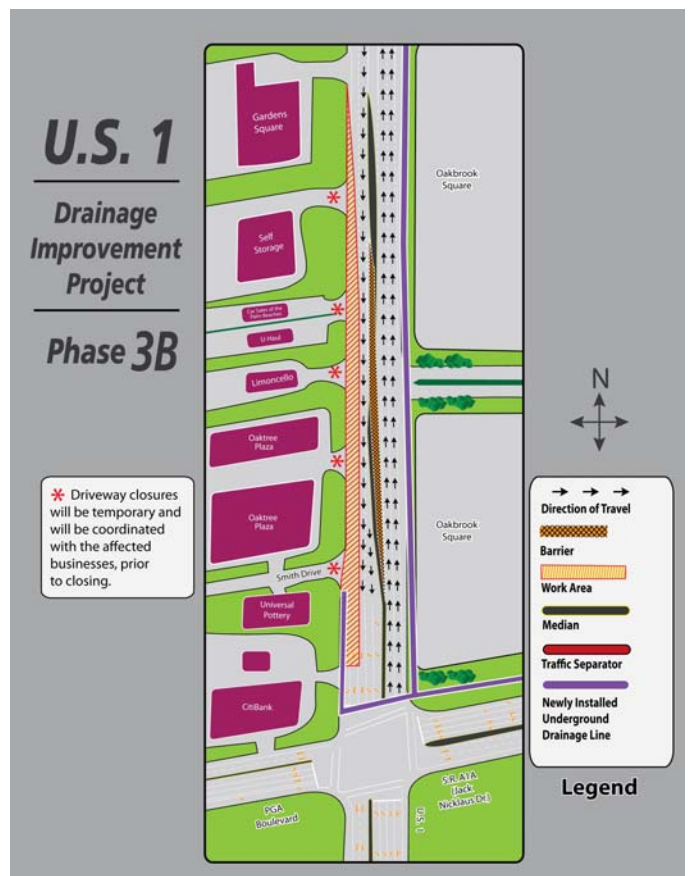 U.S. 1
Drainage
Improvement
Project
Phase 3B
* Driveway closures
will be temporary and
will be coordinated
with the affected
businesses, prior
to closing.
Gardens
Square
Self
Storage
Car Sales of the
Palm Beaches
U Haul
Limoncello
Oaktree
Plaza
Oaktree
Plaza
Smith Drive
Universal
Pottery
CitiBank
PGA
Boulevard
S.R. A1A
(Jack
Nicklaus Dr.)
U.S. 1
Oakbrook
Square
Oakbrook
Square
N
Direction of Travel
Barrier
Work Area
Median
Traffic Separator
Newly Installed
Underground
Drainage Line
Legend